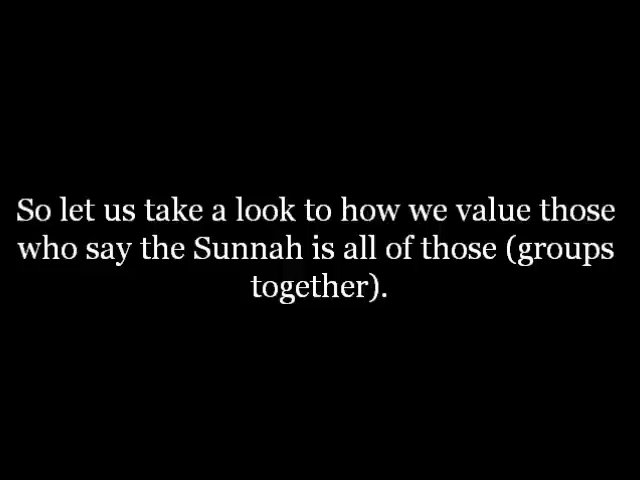 So let us take a look to how we value those
who say the Sunnah is all of those (groups
together).